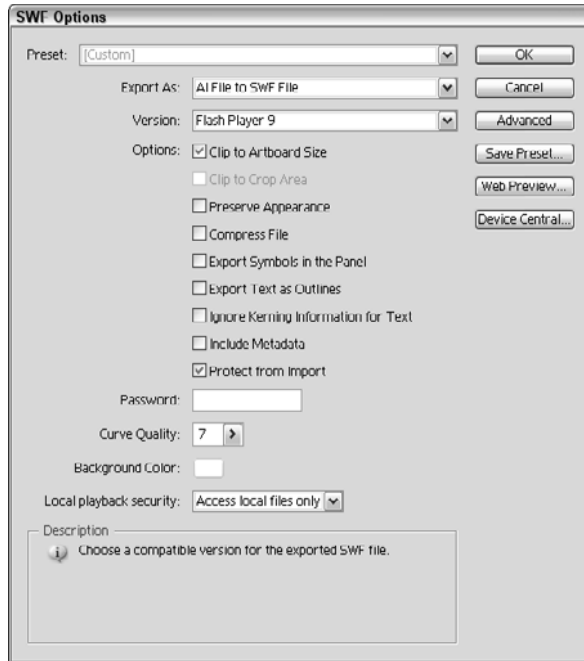 SWF Options
Preset: [Custom] OK
Export As: AI File to SWF File Cancel
Version: Flash Player 9 Advanced
Options: Clip to Artboard Size Save Preset...
Clip to Crop Area
Web Preview...
Preserve Appearance
Device Central...
Compress File
Export Symbols in the Panel
Export Text as Outlines
Ignore Kerning Information for Text
Include Metadata
Protect from Import
Password:
Curve Quality: 7
Background Color:
Local playback security: Access local files only
Description
Choose a compatible version for the exported SWF file.